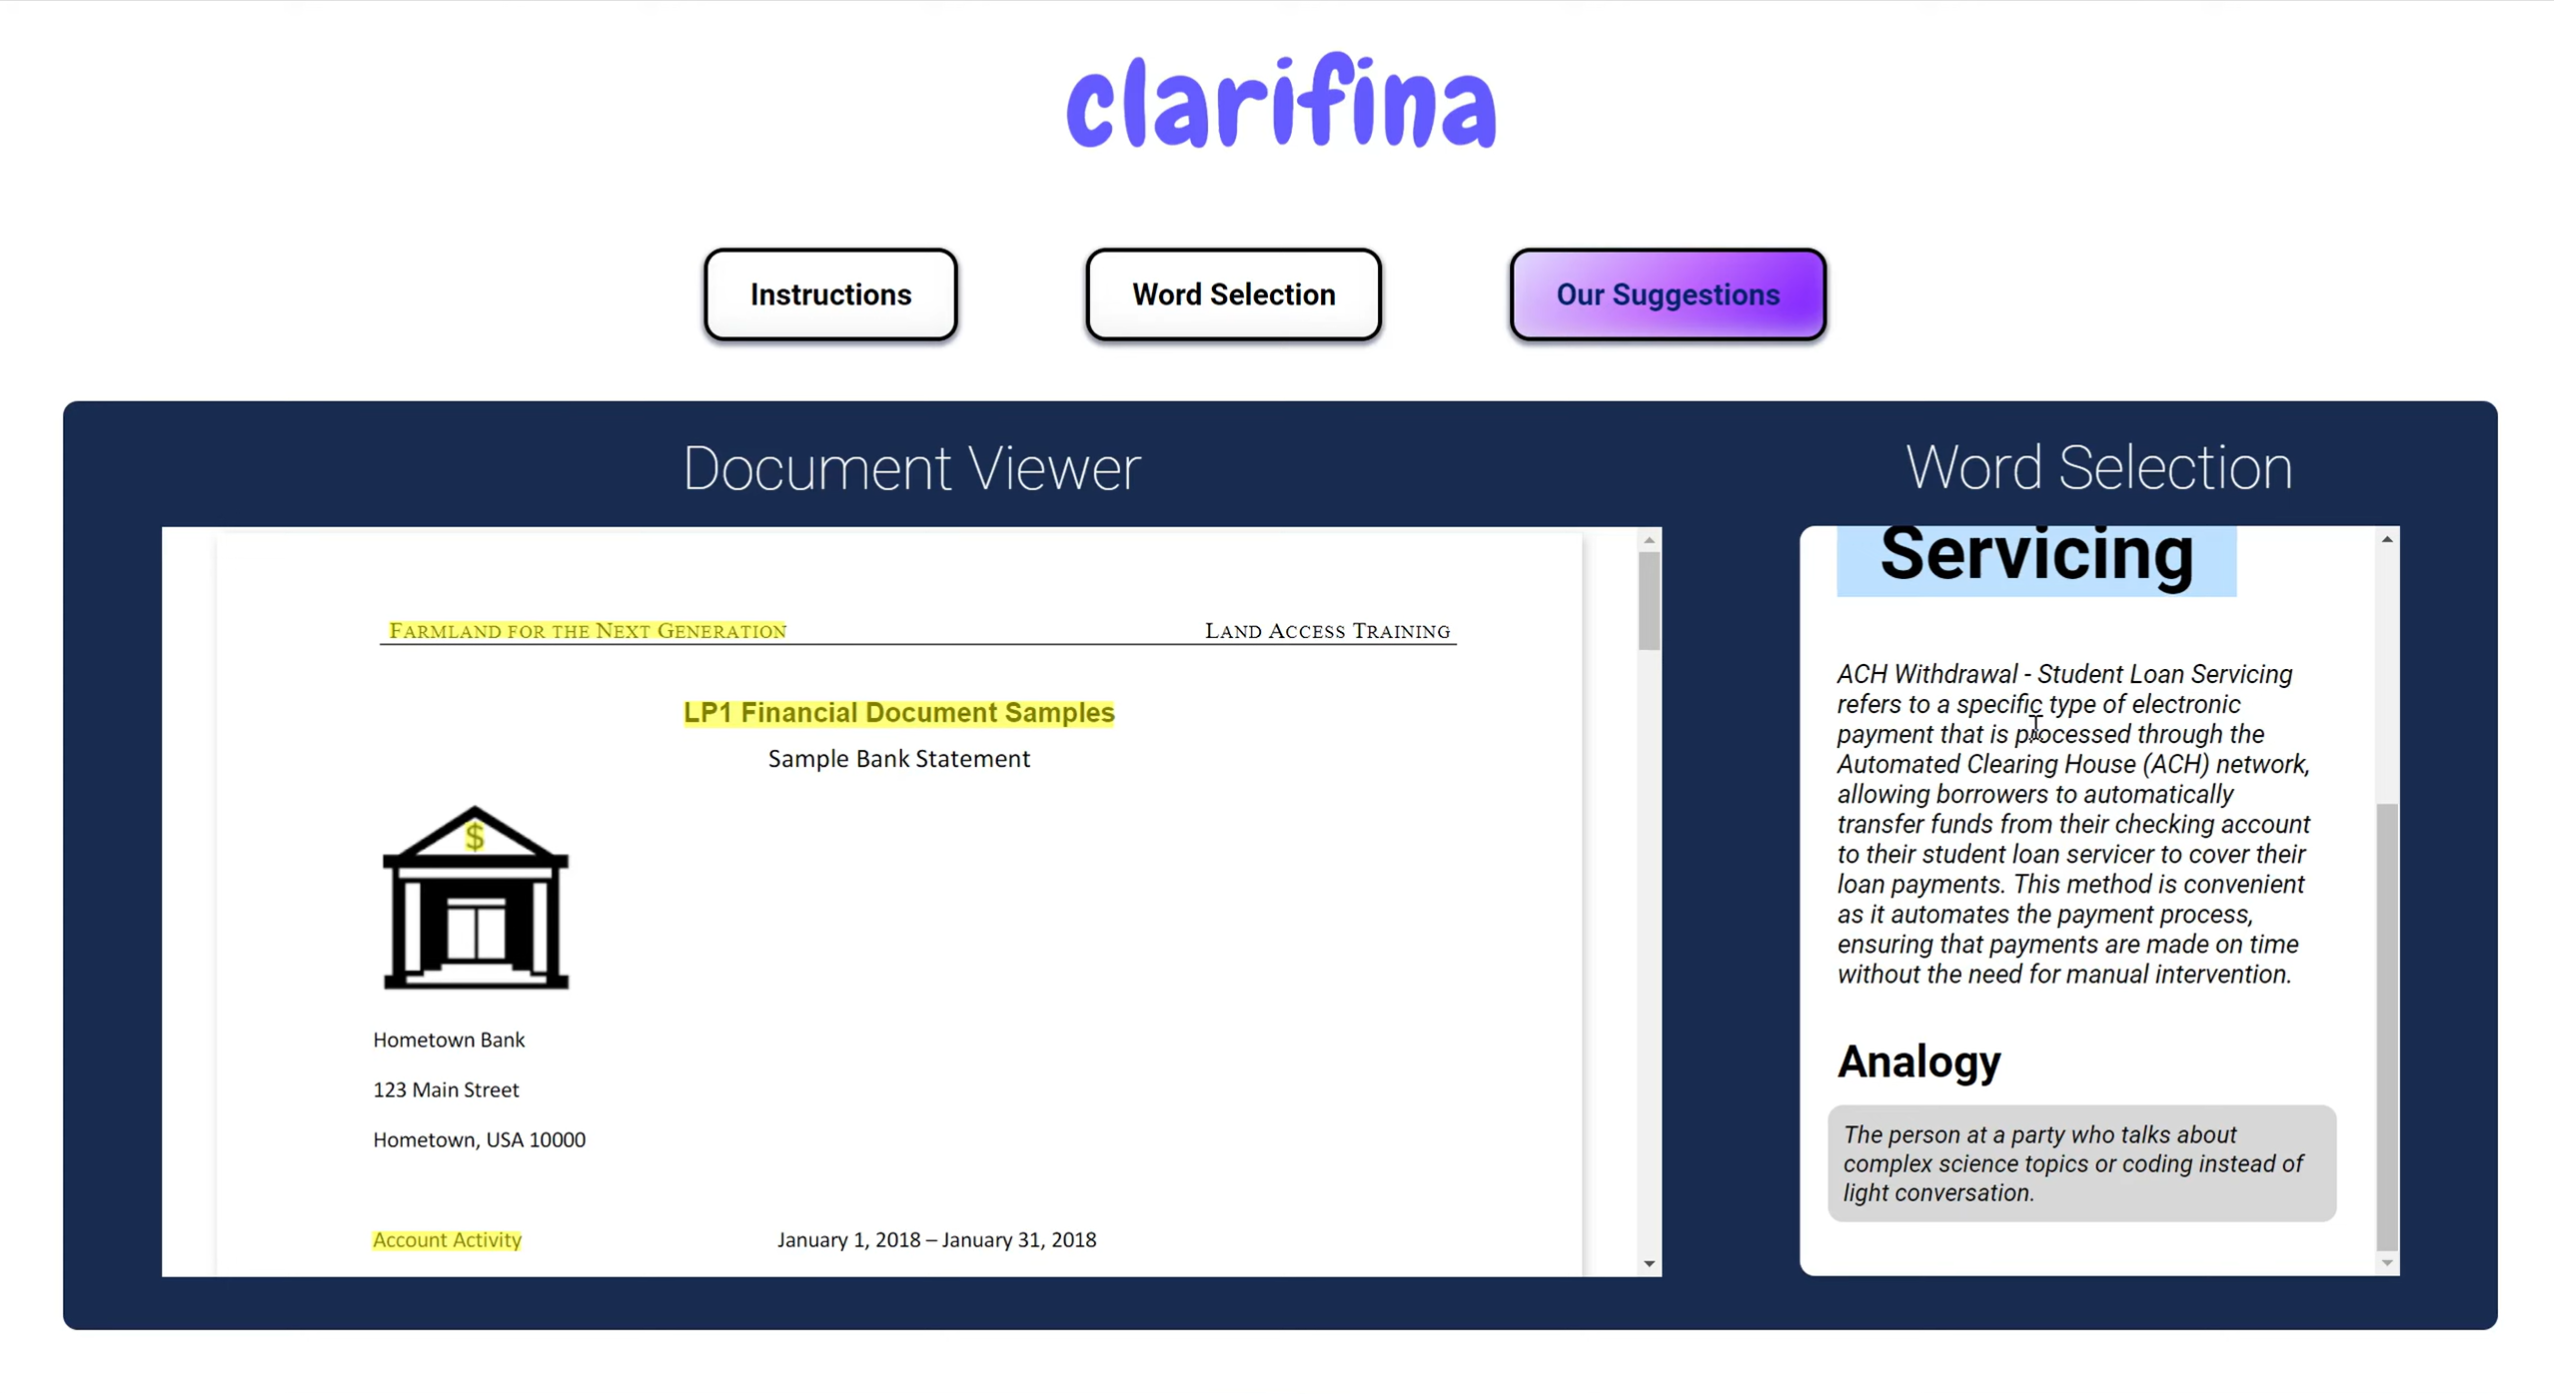 clarifina
Instructions
Word Selection
Our Suggestions
Document Viewer
FARMLAND FOR THE NEXT GENERATION
LAND ACCESS TRAINING
LP1 Financial Document Samples
Sample Bank Statement
$
Hometown Bank
123 Main Street
Hometown, USA 10000
Account Activity
January 1, 2018 – January 31, 2018
Word Selection
Servicing
ACH Withdrawal - Student Loan Servicing
refers to a specific type of electronic
payment that is processed through the
Automated Clearing House (ACH) network,
allowing borrowers to automatically
transfer funds from their checking account
to their student loan servicer to cover their
loan payments. This method is convenient
as it automates the payment process,
ensuring that payments are made on time
without the need for manual intervention.
Analogy
The person at a party who talks about
complex science topics or coding instead of
light conversation.